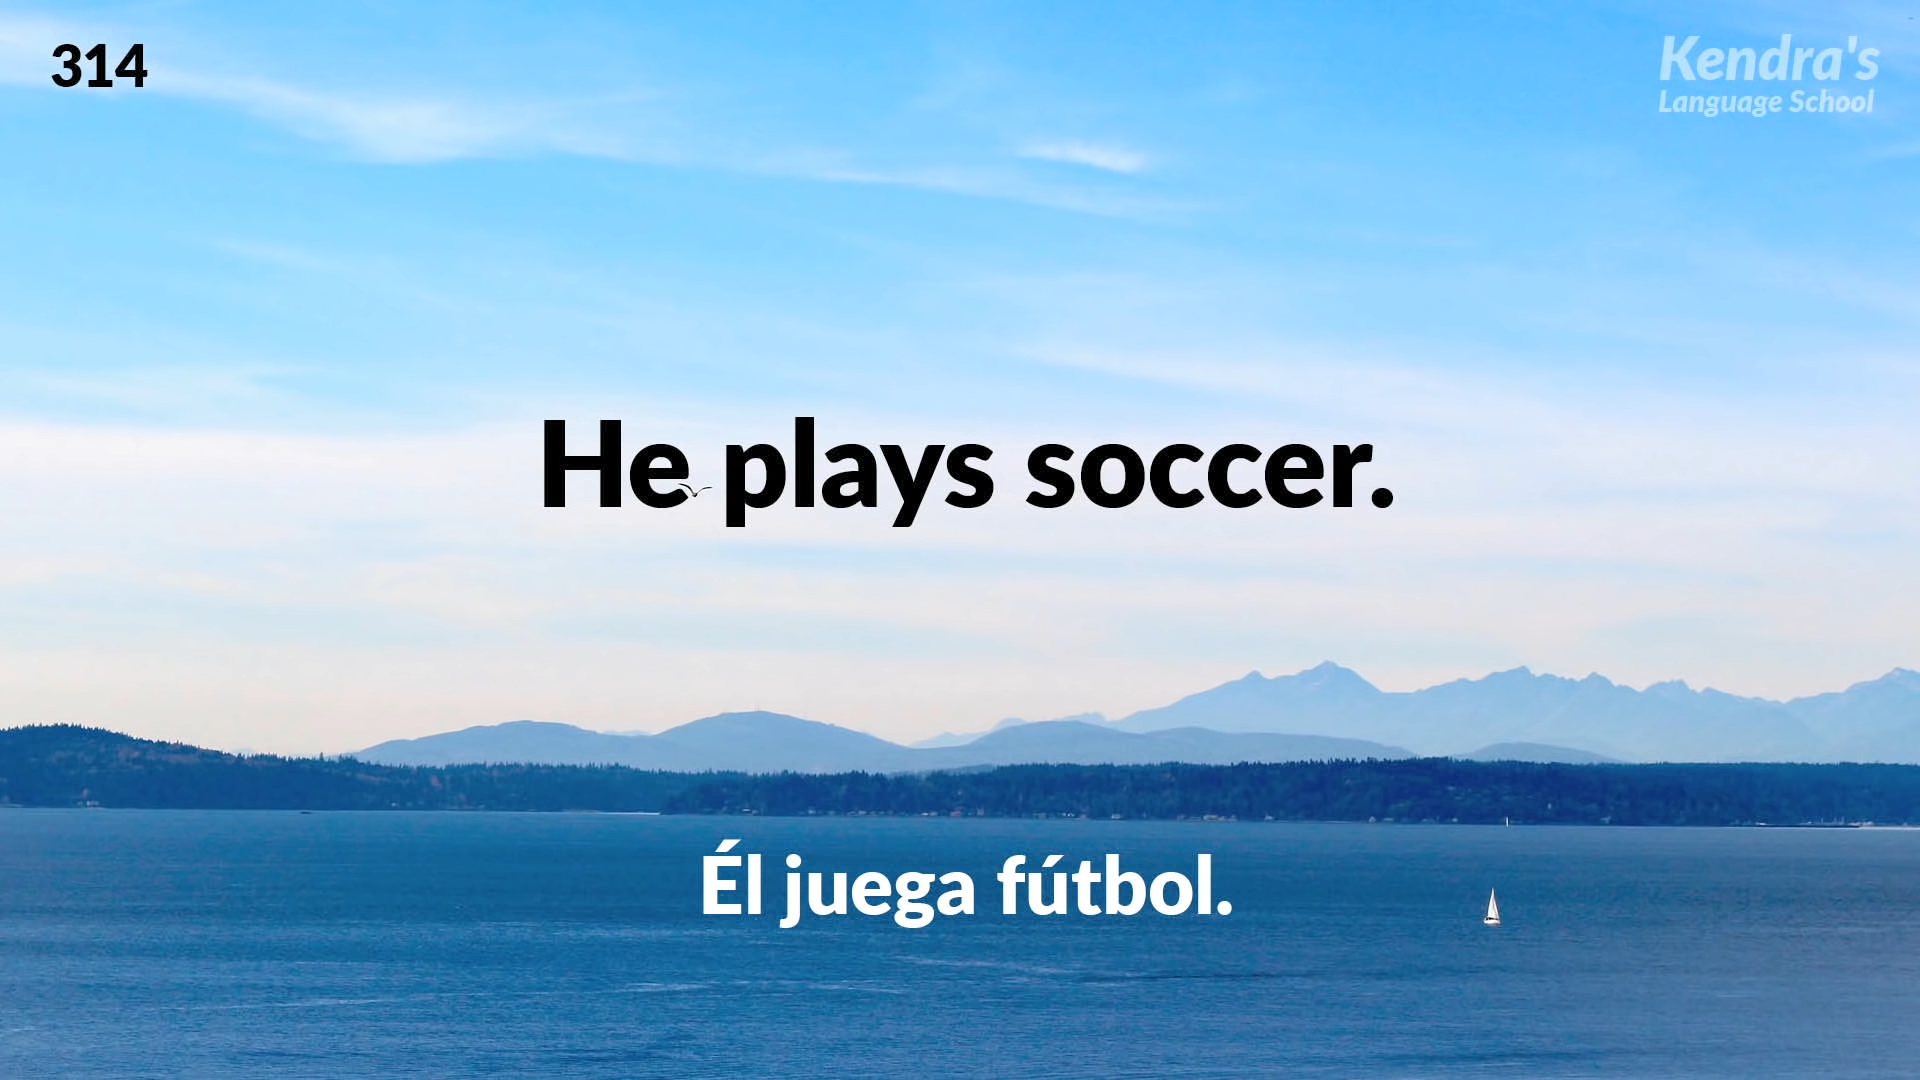 314
Kendra's
Language School
He plays soccer.
Él juega fútbol.